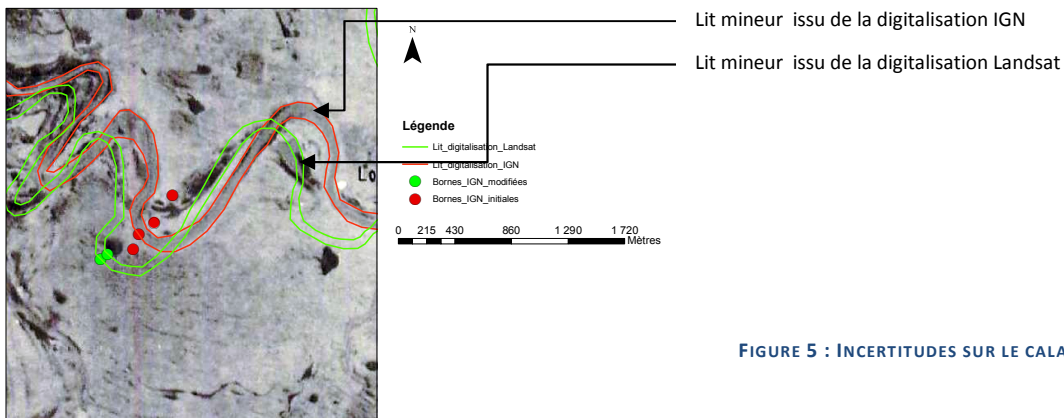 Lit mineur issu de la digitalisation IGN
Lit mineur issu de la digitalisation Landsat
N
Légende
Lit_digitalisation_Landsat
Lit_digitalisation_IGN
Bornes_IGN_modifiées
Bornes_IGN_initiales
Lo
0 215 430 860 1 290 1 720
Mètres
FIGURE 5 : INCERTITUDES SUR LE CALA